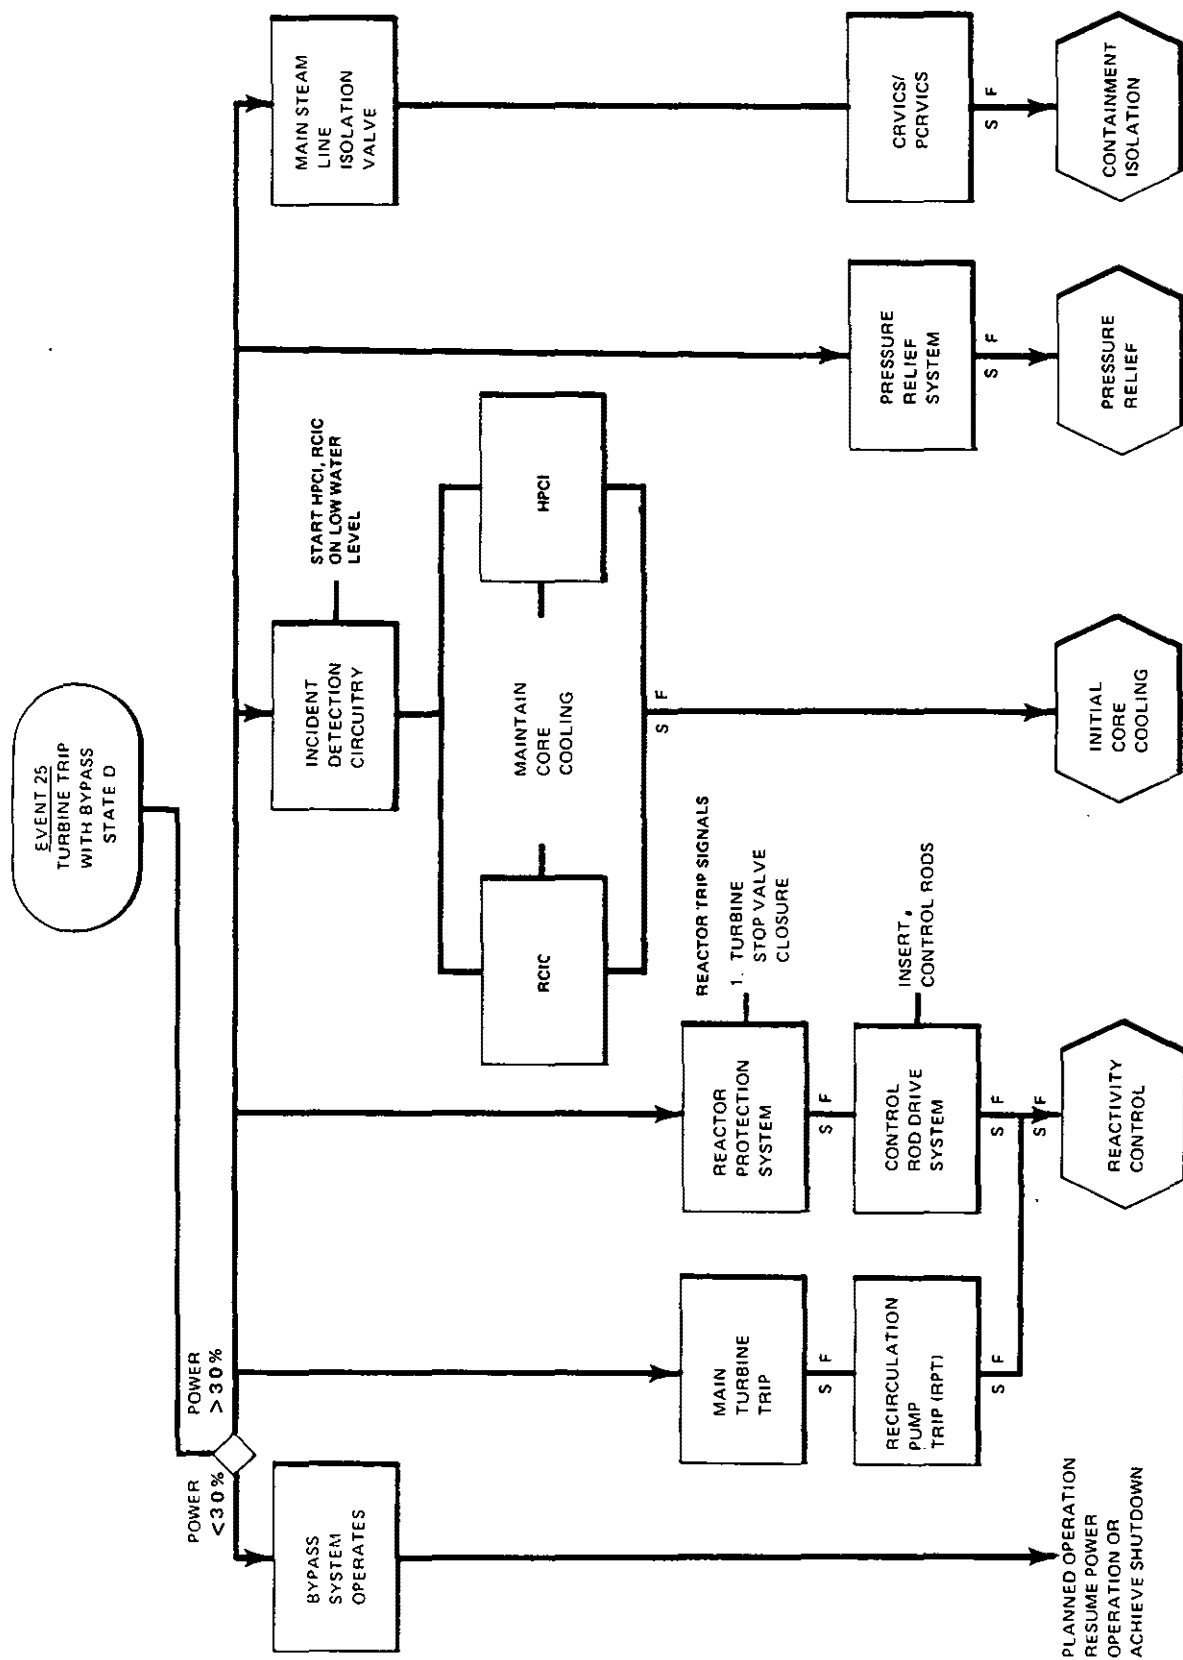 EVENT 25
TURBINE TRIP
WITH BYPASS
STATE D
POWER
<30%
POWER
>30%
BYPASS
SYSTEM
OPERATES
PLANNED OPERATION
RESUME POWER
OPERATION OR
ACHIEVE SHUTDOWN
MAIN
TURBINE
TRIP
S F
RECIRCULATION
PUMP
TRIP (RPT)
S F
REACTOR
PROTECTION
SYSTEM
REACTOR TRIP SIGNALS
1. TURBINE
STOP VALVE
CLOSURE
S F
CONTROL
ROD DRIVE
SYSTEM
INSERT
CONTROL RODS
S F
S F
REACTIVITY
CONTROL
INCIDENT
DETECTION
CIRCUITRY
START HPCI, RCIC
ON LOW WATER
LEVEL
RCIC
MAINTAIN
CORE
COOLING
HPCI
S F
INITIAL
CORE
COOLING
PRESSURE
RELIEF
SYSTEM
S F
PRESSURE
RELIEF
MAIN STEAM
LINE
ISOLATION
VALVE
CRVICS/
PCRVICS
S F
CONTAINMENT
ISOLATION